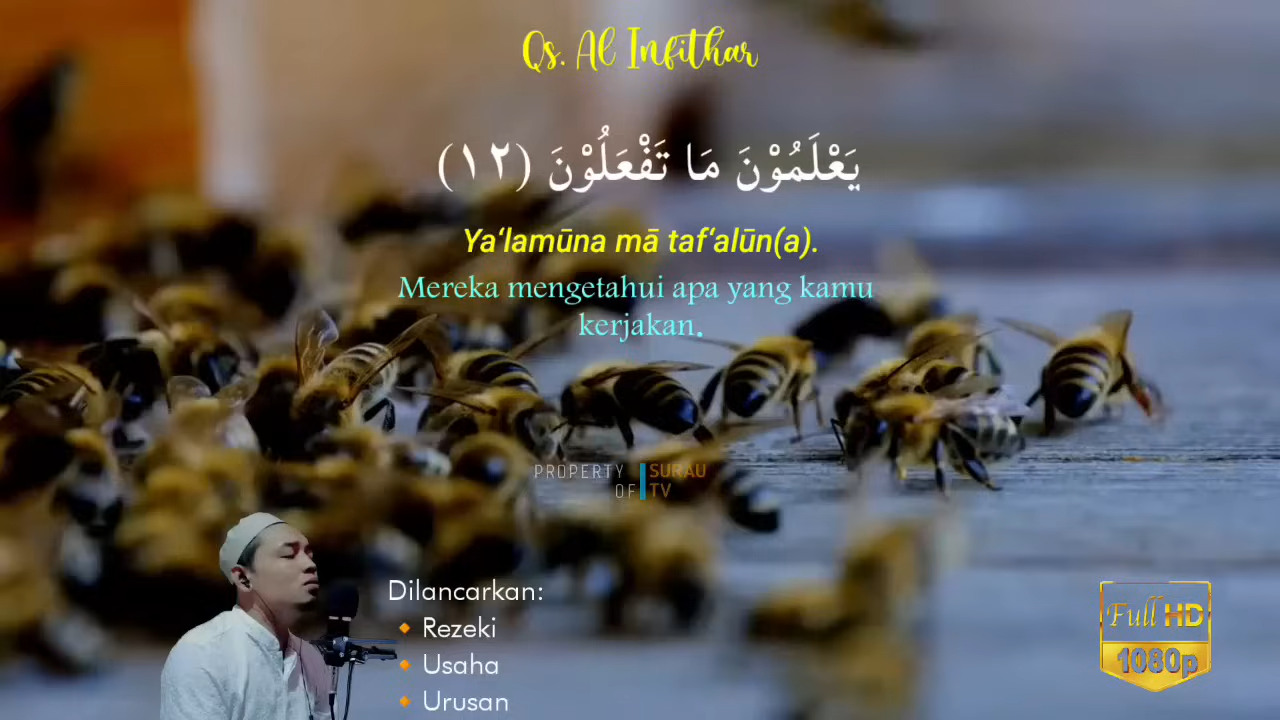 Qs. Al Infithar
يَعْلَمُوْنَ مَا تَفْعَلُوْنَ (١٢)
Ya‘lamūna mā taf‘alūn(a).
Mereka mengetahui apa yang kamu
kerjakan.
PROPERTY OF SURAU TV
Dilancarkan:
🔸 Rezeki
🔸 Usaha
🔸 Urusan
Full HD
1080p